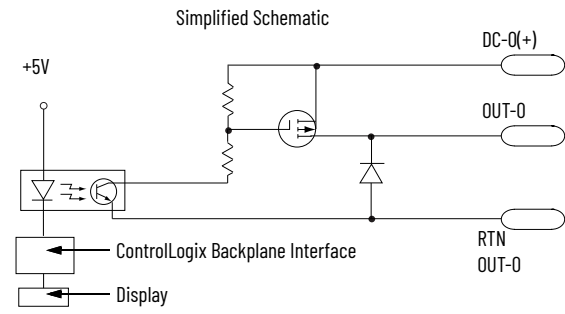 Simplified Schematic
DC-0(+)
+5V
OUT-0
RTN
OUT-0
ControlLogix Backplane Interface
Display